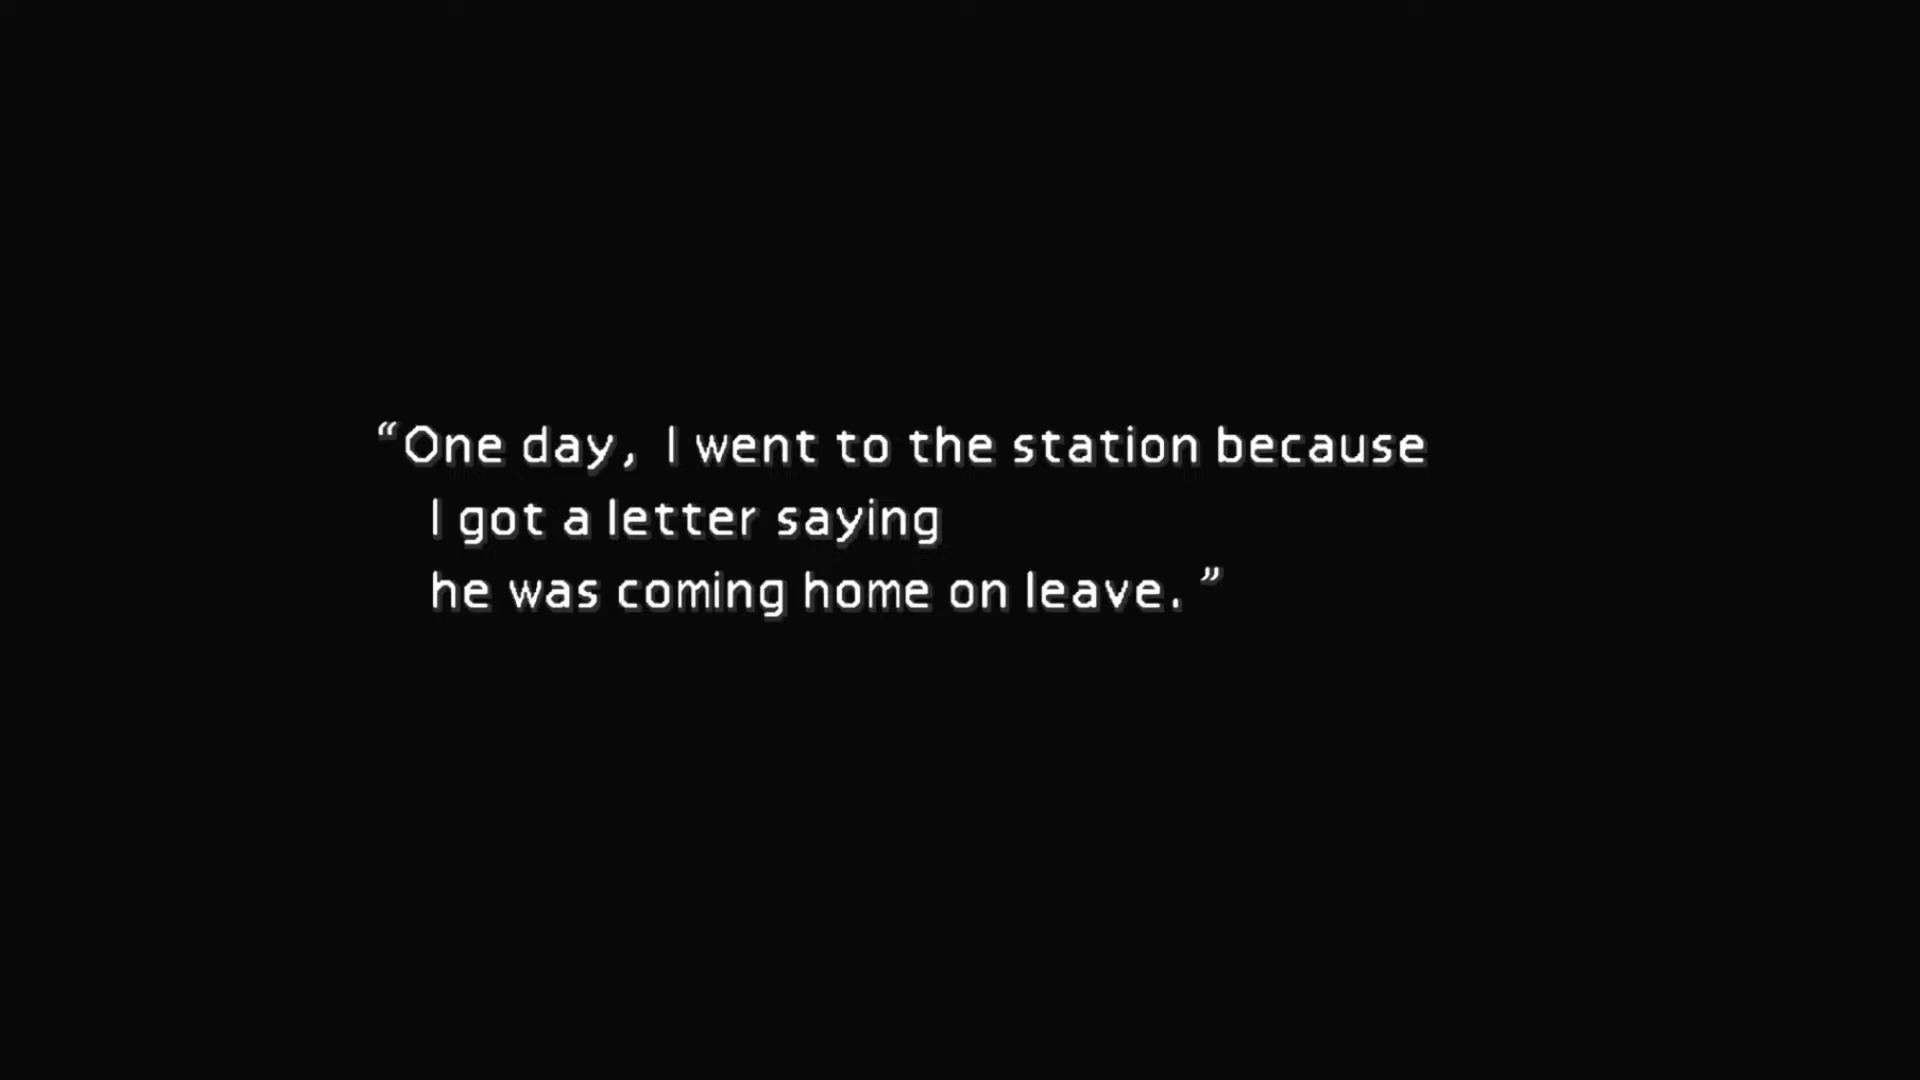 “One day, I went to the station because
I got a letter saying
he was coming home on leave.”